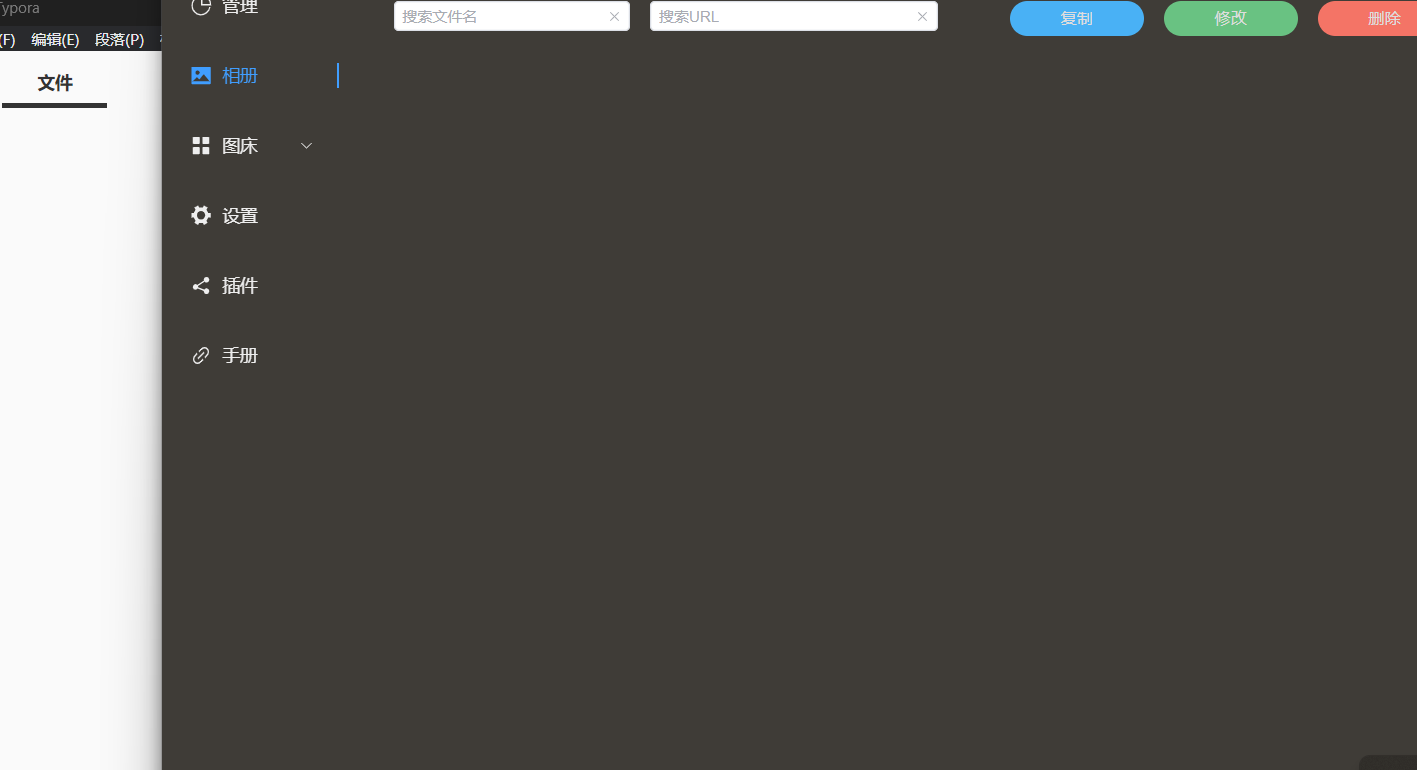 Typora
(F) 编辑(E) 段落(P)
文件
管理
搜索文件名
搜索URL
复制
修改
删除
相册
图床
设置
插件
手册